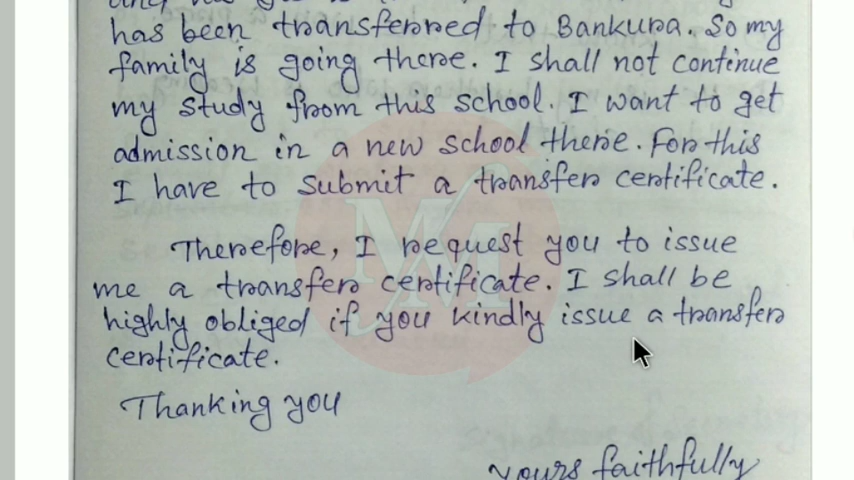 has been transferred to Bankura. So my
family is going there. I shall not continue
my study from this school. I want to get
admission in a new school there. For this
I have to submit a transfer certificate.
Therefore, I request you to issue
me a transfer certificate. I shall be
highly obliged if you kindly issue a transfer
certificate.
Thanking you
yours faithfully